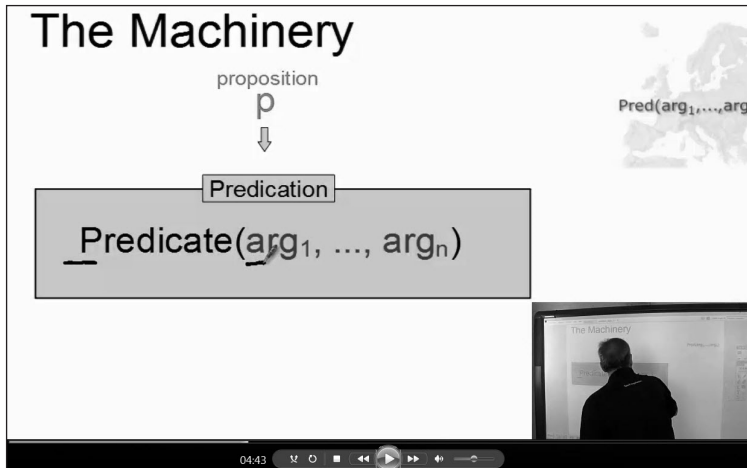 The Machinery
proposition
p
Pred(arg₁,...,arg
Predication
Predicate(arg₁, ..., argₙ)
The Machinery
04:43